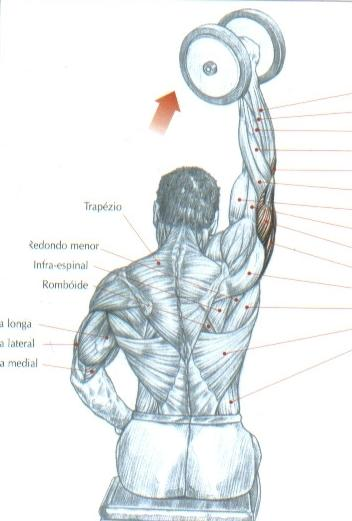 Trapézio
Redondo menor
Infra-espinal
Rombóide
a longa
a lateral
a medial